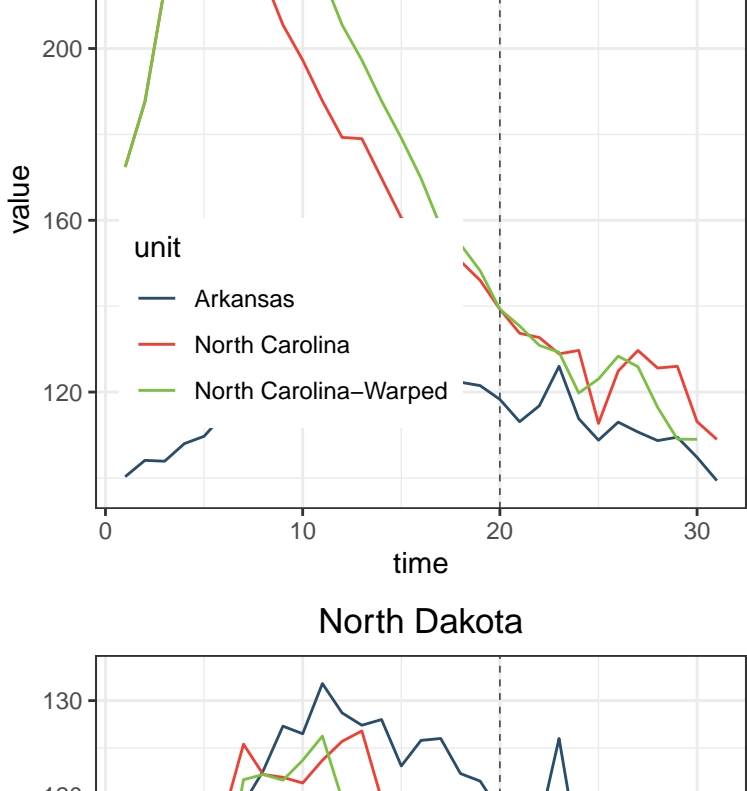 200
160
120
value
unit
Arkansas
North Carolina
North Carolina−Warped
0 10 20 30
time
North Dakota
130